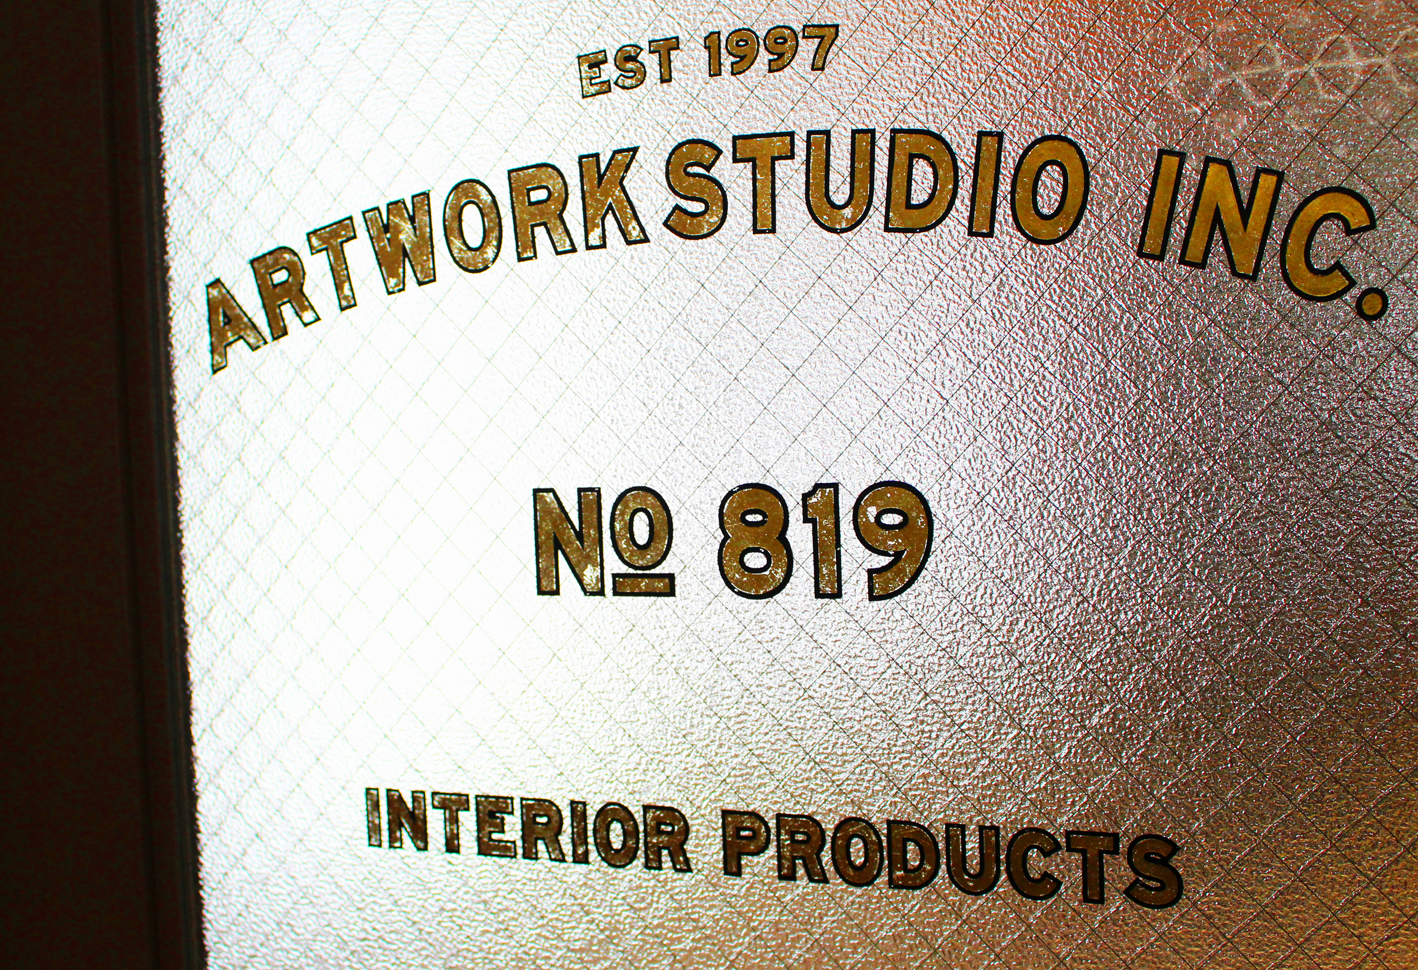 EST 1997
ARTWORKSTUDIO INC.
Nº 819
INTERIOR PRODUCTS